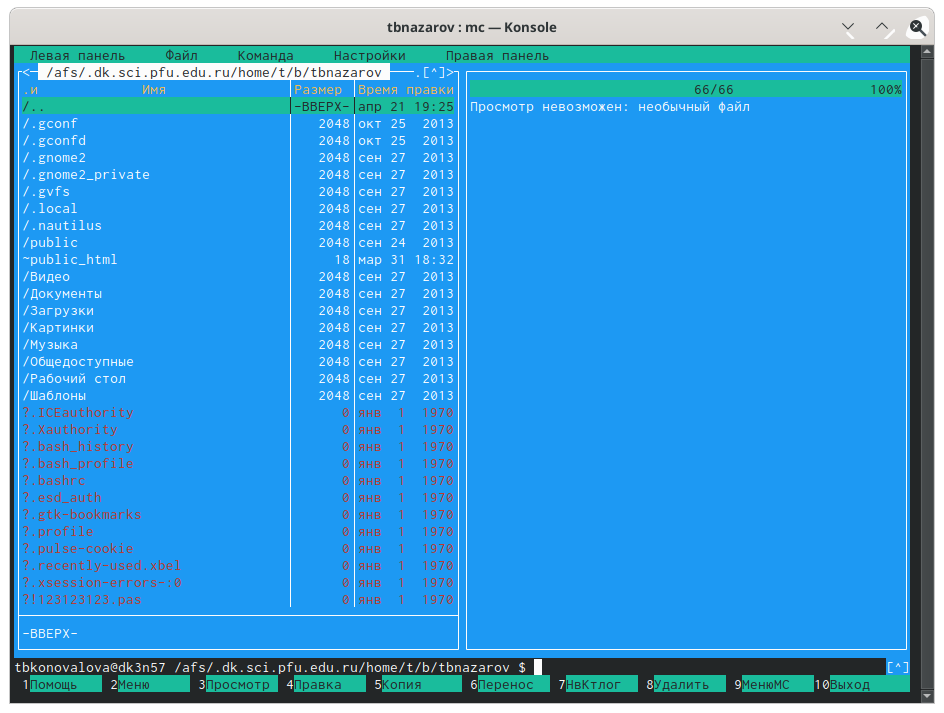 tbnazarov : mc — Konsole
Левая панель Файл Команда Настройки Правая панель
<— /afs/.dk.sci.pfu.edu.ru/home/t/b/tbnazarov —.[^]>
.и Имя Размер Время правки 66/66 100%
/.. -ВВЕРХ- апр 21 19:25 Просмотр невозможен: необычный файл
/.gconf 2048 окт 25 2013
/.gconfd 2048 окт 25 2013
/.gnome2 2048 сен 27 2013
/.gnome2_private 2048 сен 27 2013
/.gvfs 2048 сен 27 2013
/.local 2048 сен 27 2013
/.nautilus 2048 сен 27 2013
/public 2048 сен 24 2013
~public_html 18 мар 31 18:32
/Видео 2048 сен 27 2013
/Документы 2048 сен 27 2013
/Загрузки 2048 сен 27 2013
/Картинки 2048 сен 27 2013
/Музыка 2048 сен 27 2013
/Общедоступные 2048 сен 27 2013
/Рабочий стол 2048 сен 27 2013
/Шаблоны 2048 сен 27 2013
?.ICEauthority 0 янв 1 1970
?.Xauthority 0 янв 1 1970
?.bash_history 0 янв 1 1970
?.bash_profile 0 янв 1 1970
?.bashrc 0 янв 1 1970
?.esd_auth 0 янв 1 1970
?.gtk-bookmarks 0 янв 1 1970
?.profile 0 янв 1 1970
?.pulse-cookie 0 янв 1 1970
?.recently-used.xbel 0 янв 1 1970
?.xsession-errors-:0 0 янв 1 1970
?!123123123.pas 0 янв 1 1970
-ВВЕРХ-
tbkonovalova@dk3n57 /afs/.dk.sci.pfu.edu.ru/home/t/b/tbnazarov $ [^]
1Помощь 2Меню 3Просмотр 4Правка 5Копия 6Перенос 7НвКтлог 8Удалить 9МенюMC 10Выход